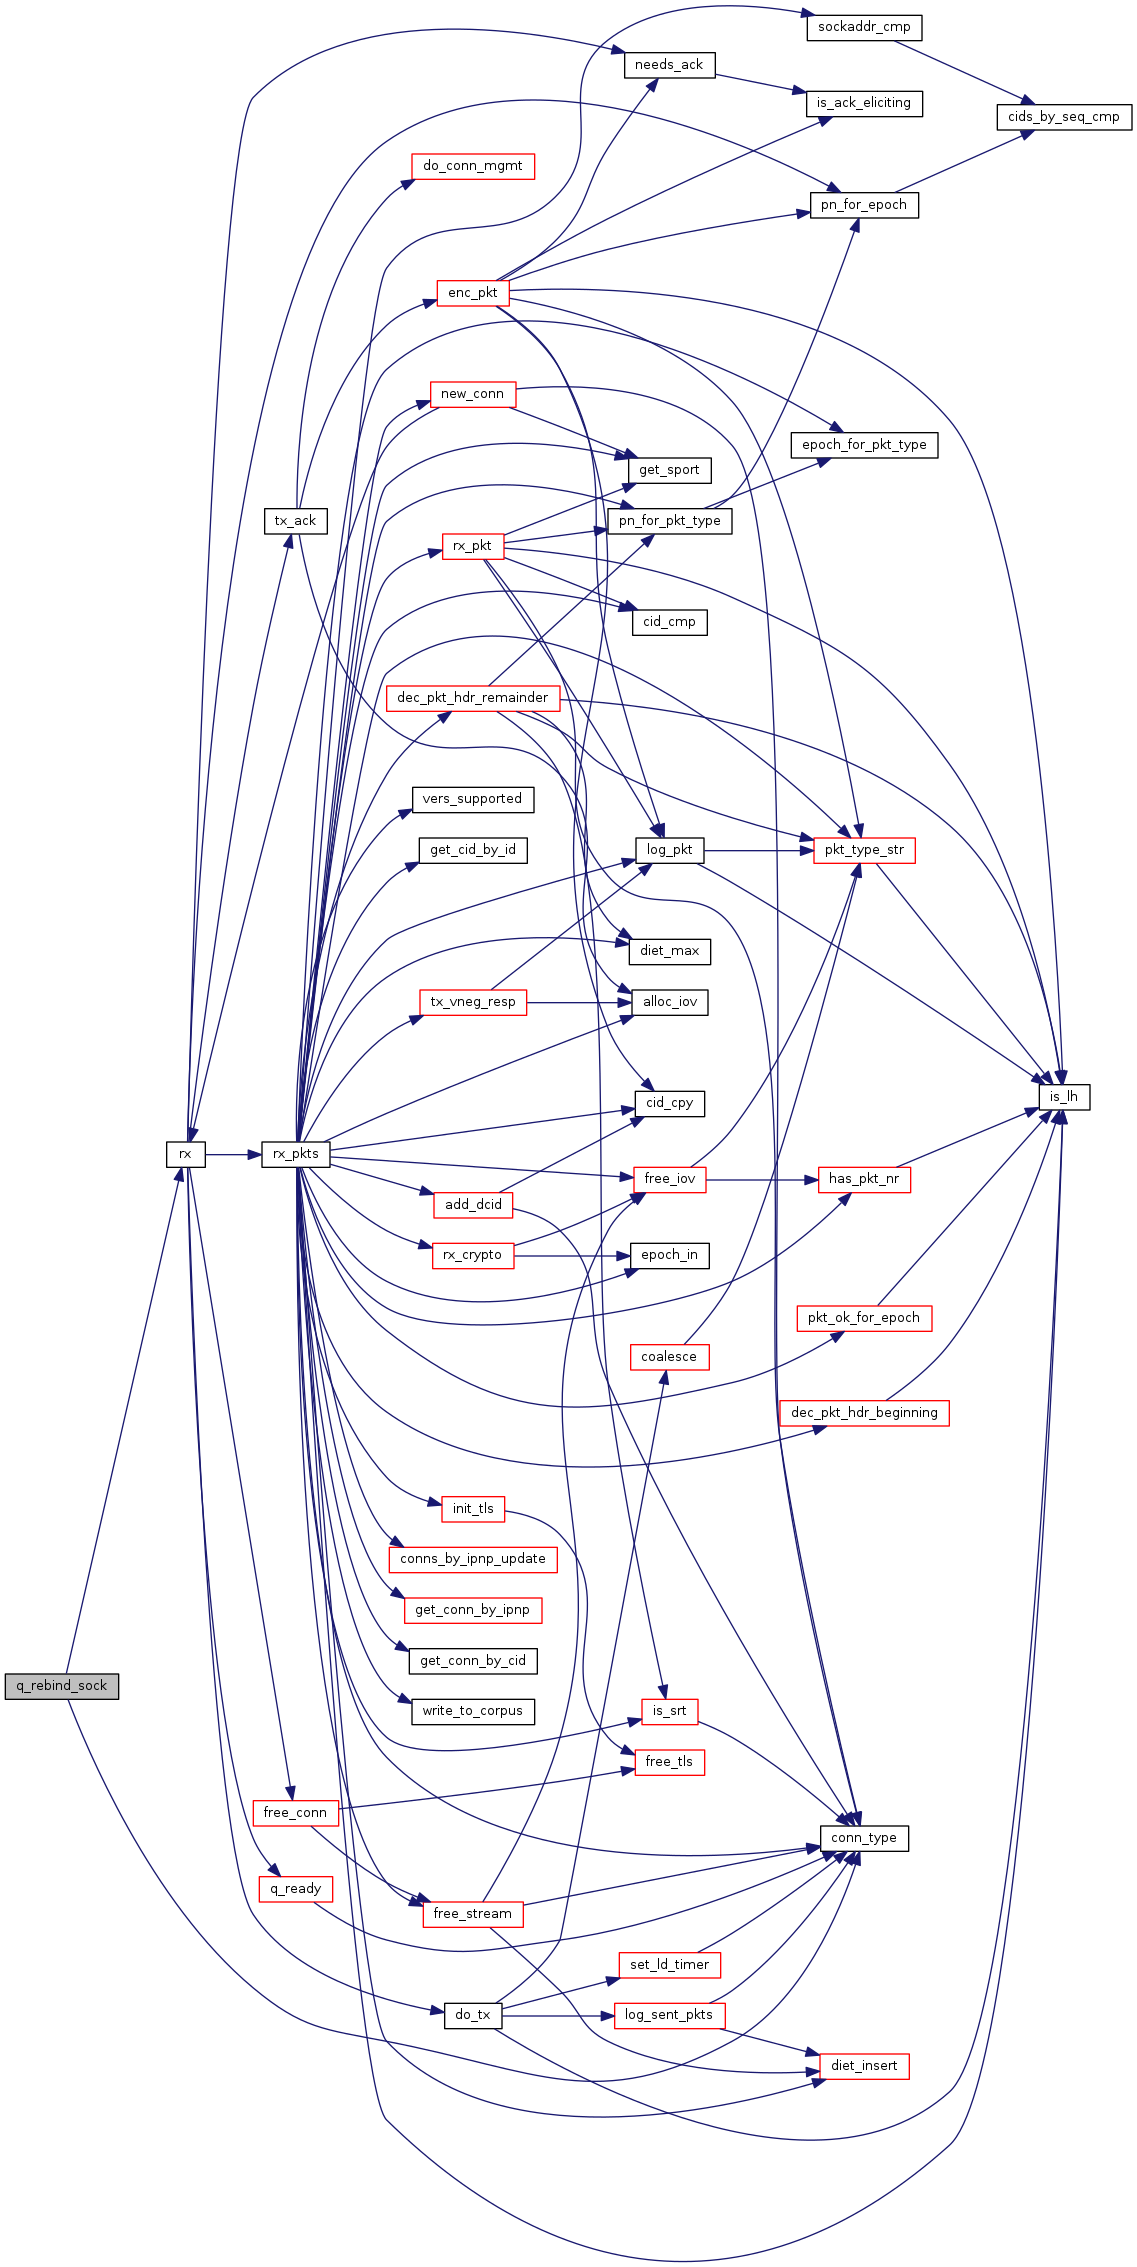 sockaddr_cmp
needs_ack
is_ack_eliciting
cids_by_seq_cmp
do_conn_mgmt
pn_for_epoch
enc_pkt
new_conn
epoch_for_pkt_type
get_sport
tx_ack
pn_for_pkt_type
rx_pkt
cid_cmp
dec_pkt_hdr_remainder
vers_supported
get_cid_by_id
log_pkt
pkt_type_str
diet_max
tx_vneg_resp
alloc_iov
is_lh
cid_cpy
rx
rx_pkts
free_iov
has_pkt_nr
add_dcid
rx_crypto
epoch_in
pkt_ok_for_epoch
coalesce
dec_pkt_hdr_beginning
init_tls
conns_by_ipnp_update
get_conn_by_ipnp
get_conn_by_cid
q_rebind_sock
write_to_corpus
is_srt
free_tls
free_conn
conn_type
q_ready
free_stream
set_ld_timer
do_tx
log_sent_pkts
diet_insert